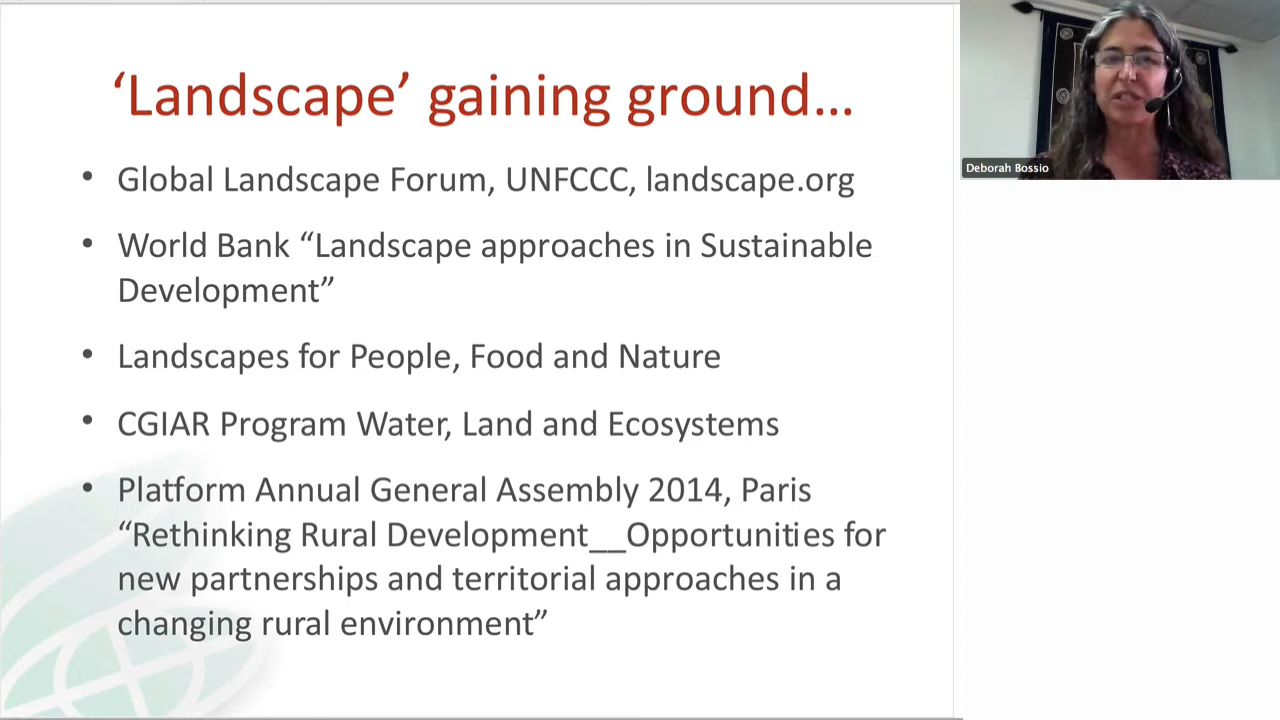 ‘Landscape’ gaining ground...
• Global Landscape Forum, UNFCCC, landscape.org
• World Bank “Landscape approaches in Sustainable
Development”
• Landscapes for People, Food and Nature
• CGIAR Program Water, Land and Ecosystems
• Platform Annual General Assembly 2014, Paris
“Rethinking Rural Development__Opportunities for
new partnerships and territorial approaches in a
changing rural environment”
Deborah Bossio